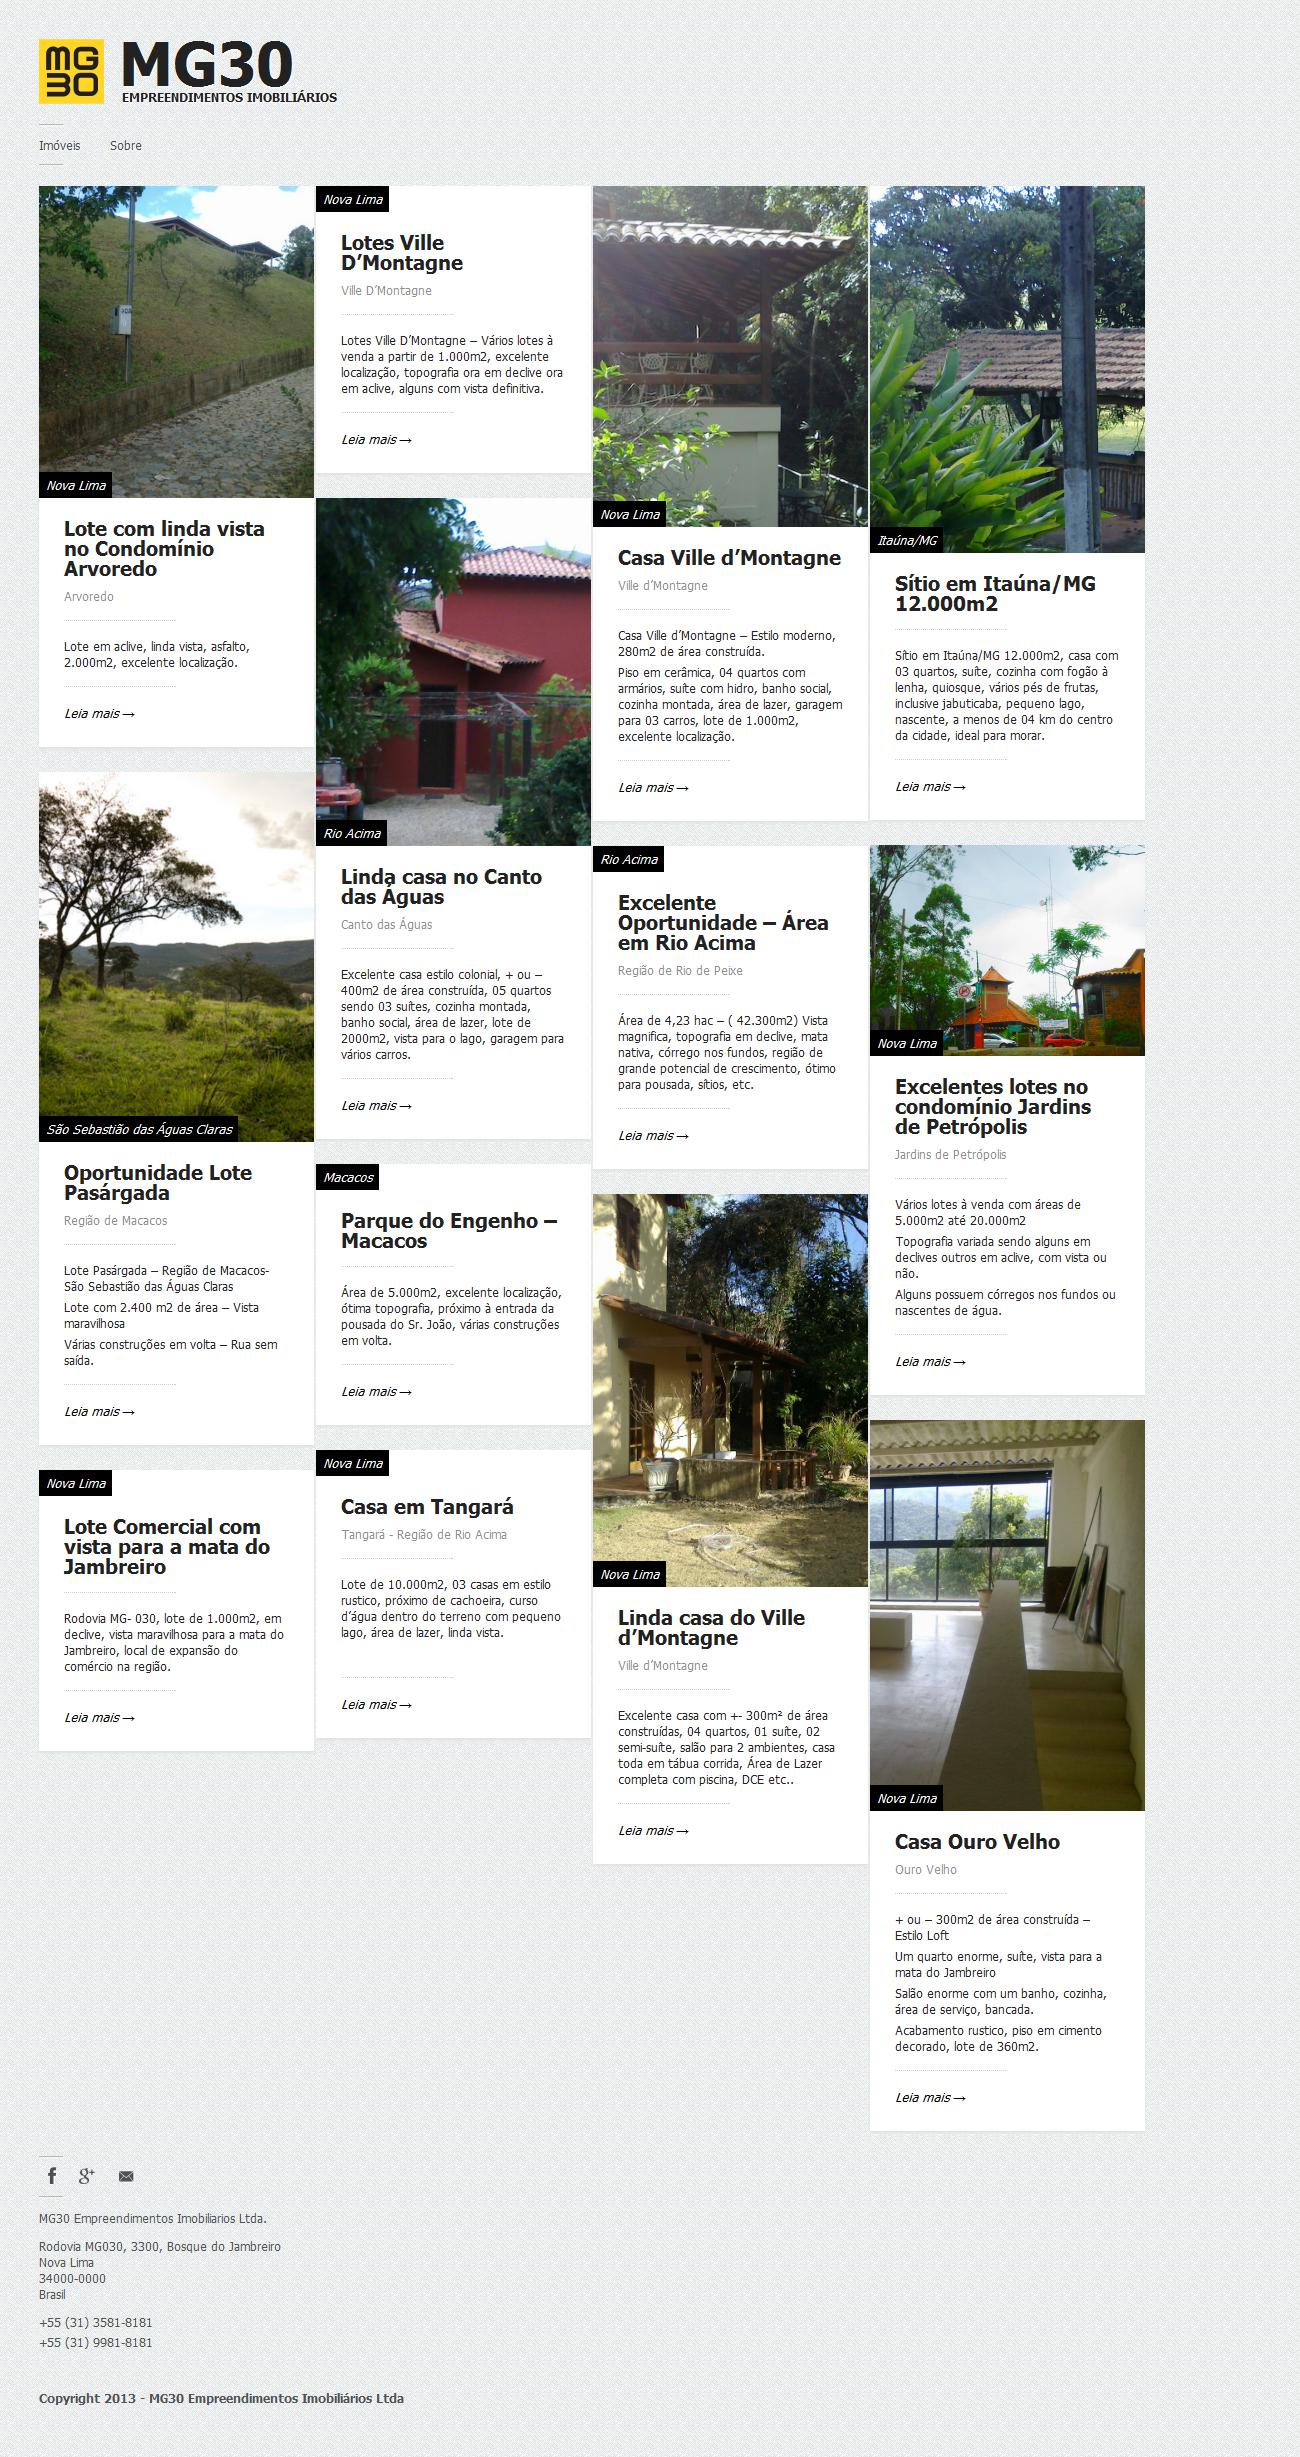 MG
30
MG30
EMPREENDIMENTOS IMOBILIÁRIOS
Imóveis
Sobre
Nova Lima
Lote com linda vista
no Condomínio
Arvoredo
Arvoredo
Lote em aclive, linda vista, asfalto,
2.000m2, excelente localização.
Leia mais →
São Sebastião das Águas Claras
Oportunidade Lote
Pasárgada
Região de Macacos
Lote Pasárgada – Região de Macacos-
São Sebastião das Águas Claras
Lote com 2.400 m2 de área – Vista
maravilhosa
Várias construções em volta – Rua sem
saída.
Leia mais →
Nova Lima
Lote Comercial com
vista para a mata do
Jambreiro
Rodovia MG- 030, lote de 1.000m2, em
declive, vista maravilhosa para a mata do
Jambreiro, local de expansão do
comércio na região.
Leia mais →
Nova Lima
Lotes Ville
D’Montagne
Ville D’Montagne
Lotes Ville D’Montagne – Vários lotes à
venda a partir de 1.000m2, excelente
localização, topografia ora em declive ora
em aclive, alguns com vista definitiva.
Leia mais →
Rio Acima
Linda casa no Canto
das Águas
Canto das Águas
Excelente casa estilo colonial, + ou –
400m2 de área construída, 05 quartos
sendo 03 suítes, cozinha montada,
banho social, área de lazer, lote de
2000m2, vista para o lago, garagem para
vários carros.
Leia mais →
Macacos
Parque do Engenho –
Macacos
Área de 5.000m2, excelente localização,
ótima topografia, próximo à entrada da
pousada do Sr. João, várias construções
em volta.
Leia mais →
Nova Lima
Casa em Tangará
Tangará - Região de Rio Acima
Lote de 10.000m2, 03 casas em estilo
rustico, próximo de cachoeira, curso
d’água dentro do terreno com pequeno
lago, área de lazer, linda vista.
Leia mais →
Nova Lima
Casa Ville d’Montagne
Ville d’Montagne
Casa Ville d’Montagne – Estilo moderno,
280m2 de área construída.
Piso em cerâmica, 04 quartos com
armários, suíte com hidro, banho social,
cozinha montada, área de lazer, garagem
para 03 carros, lote de 1.000m2,
excelente localização.
Leia mais →
Rio Acima
Excelente
Oportunidade – Área
em Rio Acima
Região de Rio de Peixe
Área de 4,23 hac – ( 42.300m2) Vista
magnifica, topografia em declive, mata
nativa, córrego nos fundos, região de
grande potencial de crescimento, ótimo
para pousada, sítios, etc.
Leia mais →
Nova Lima
Linda casa do Ville
d’Montagne
Ville d’Montagne
Excelente casa com +- 300m² de área
construídas, 04 quartos, 01 suíte, 02
semi-suíte, salão para 2 ambientes, casa
toda em tábua corrida, Área de Lazer
completa com piscina, DCE etc..
Leia mais →
Itaúna/MG
Sítio em Itaúna/MG
12.000m2
Sítio em Itaúna/MG 12.000m2, casa com
03 quartos, suíte, cozinha com fogão à
lenha, quiosque, vários pés de frutas,
inclusive jabuticaba, pequeno lago,
nascente, a menos de 04 km do centro
da cidade, ideal para morar.
Leia mais →
Nova Lima
Excelentes lotes no
condomínio Jardins
de Petrópolis
Jardins de Petrópolis
Vários lotes à venda com áreas de
5.000m2 até 20.000m2
Topografia variada sendo alguns em
declives outros em aclive, com vista ou
não.
Alguns possuem córregos nos fundos ou
nascentes de água.
Leia mais →
Nova Lima
Casa Ouro Velho
Ouro Velho
+ ou – 300m2 de área construída –
Estilo Loft
Um quarto enorme, suíte, vista para a
mata do Jambreiro
Salão enorme com um banho, cozinha,
área de serviço, bancada.
Acabamento rustico, piso em cimento
decorado, lote de 360m2.
Leia mais →
MG30 Empreendimentos Imobiliarios Ltda.
Rodovia MG030, 3300, Bosque do Jambreiro
Nova Lima
34000-0000
Brasil
+55 (31) 3581-8181
+55 (31) 9981-8181
Copyright 2013 - MG30 Empreendimentos Imobiliários Ltda